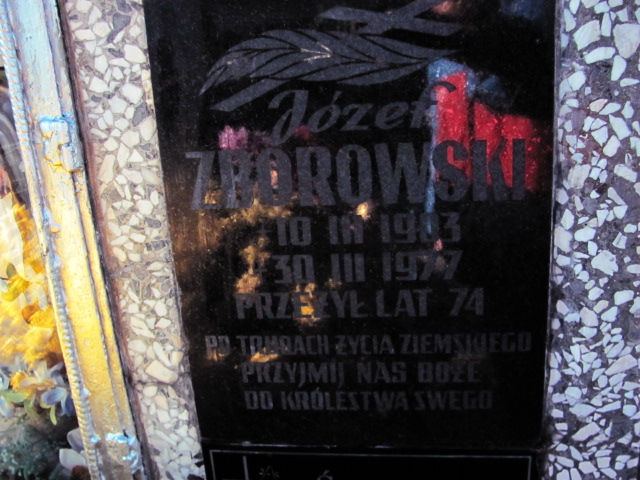 Józef
ZBOROWSKI
*10 III 1903
+30 III 1977
PRZEŻYŁ LAT 74
PO TRUDACH ŻYCIA ZIEMSKIEGO
PRZYJMIJ NAS BOŻE
DO KRÓLESTWA SWEGO